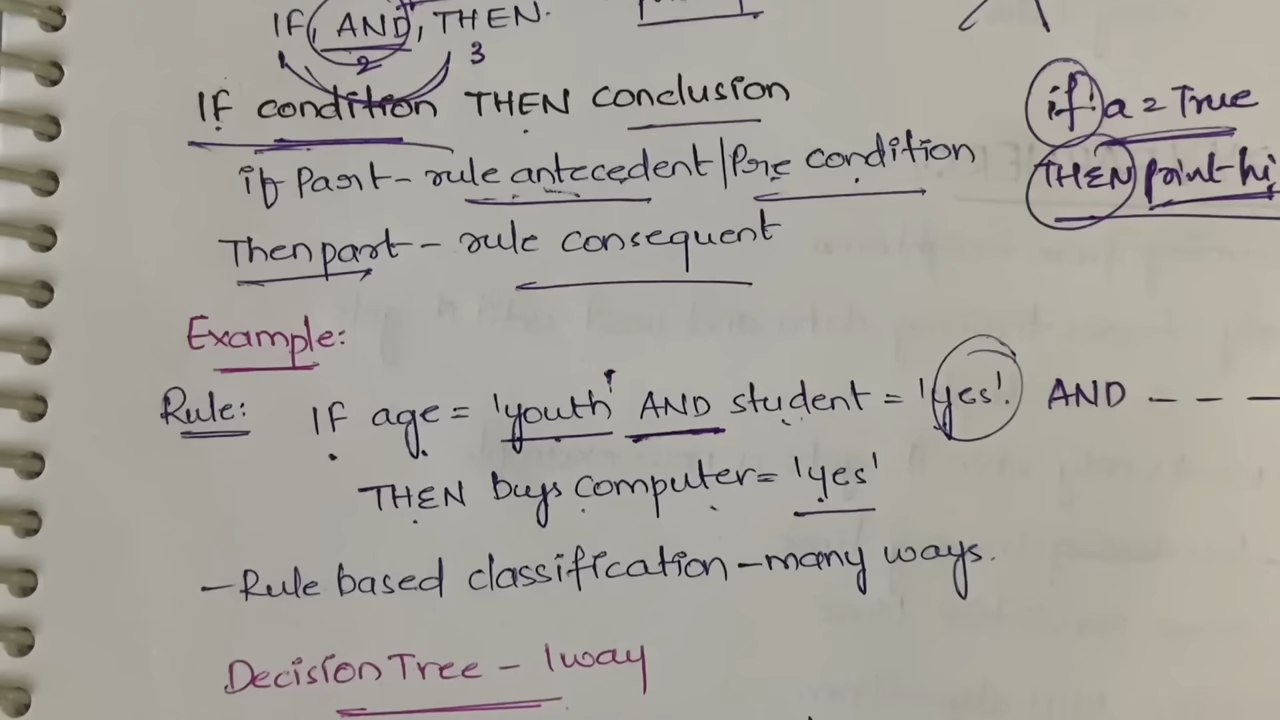 IF, AND, THEN.
2 3
IF condition THEN conclusion
if Part - rule antecedent / Pre condition
Then part - rule consequent
if a = True
THEN print hi
Example:
Rule: IF age = 'youth' AND student = 'yes'. AND - - -
THEN buys computer = 'yes'
- Rule based classification - many ways.
Decision Tree - 1 way